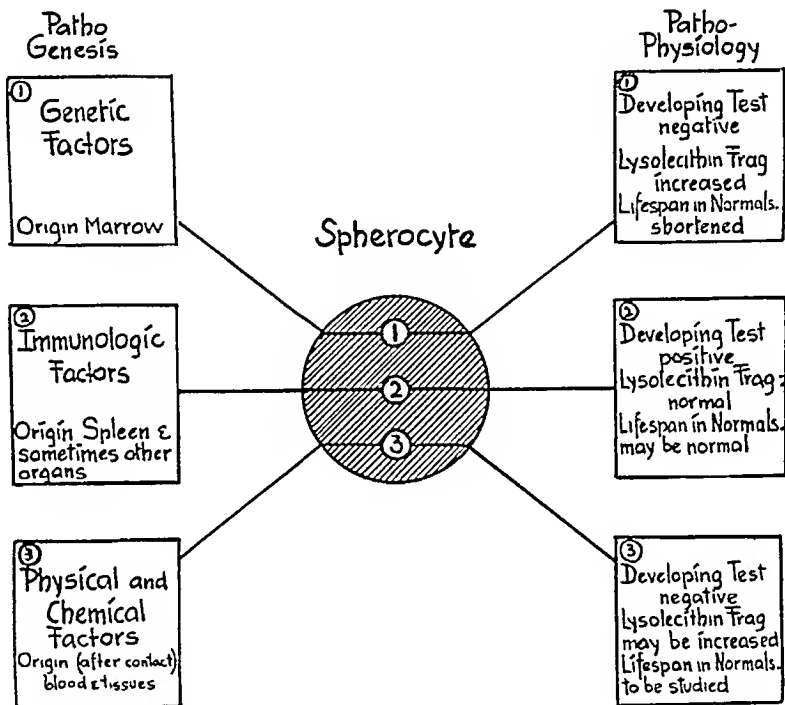 Patho
Genesis
①
Genetic
Factors
Origin Marrow
②
Immunologic
Factors
Origin Spleen &
sometimes other
organs
③
Physical and
Chemical
Factors
Origin (after contact)
blood & tissues
Spherocyte
①
②
③
Patho-
Physiology
①
Developing Test
negative
Lysolecithin Frag
increased
Lifespan in Normals.
shortened
②
Developing Test
positive
Lysolecithin Frag =
normal
Lifespan in Normals.
may be normal
③
Developing Test
negative
Lysolecithin Frag
may be increased
Lifespan in Normals.
to be studied